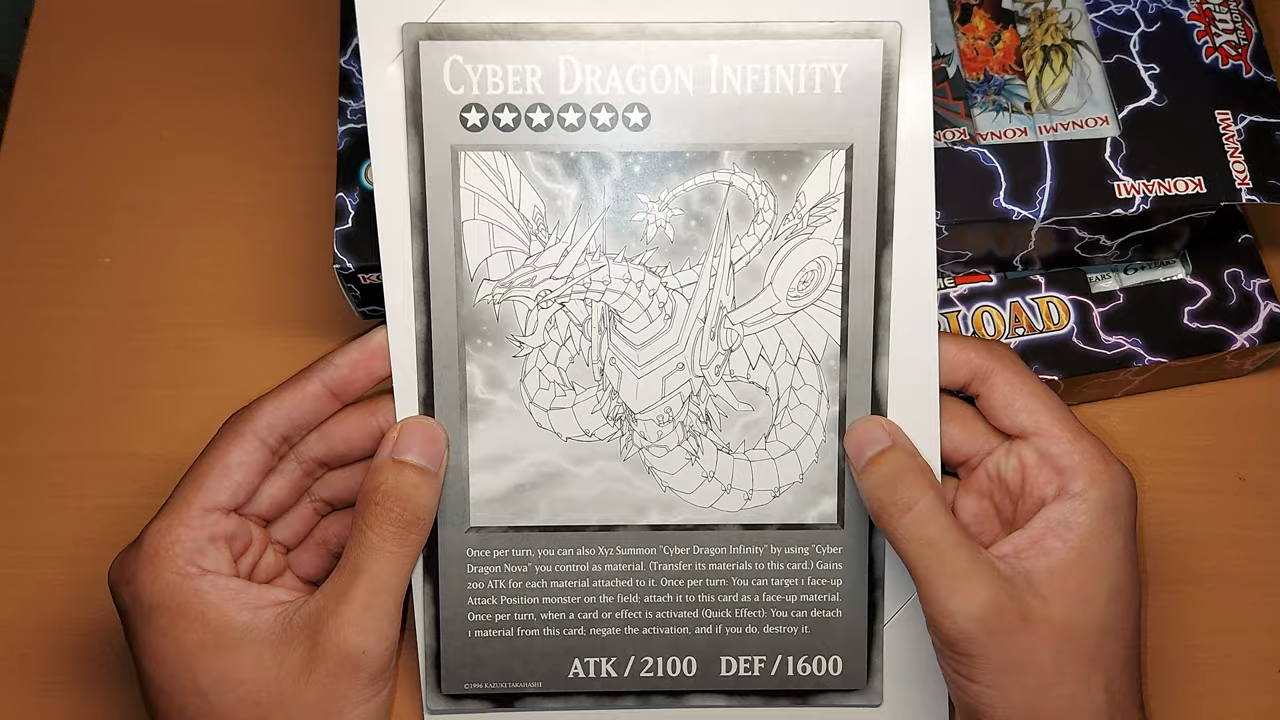 CYBER DRAGON INFINITY
Once per turn, you can also Xyz Summon "Cyber Dragon Infinity" by using "Cyber
Dragon Nova" you control as material. (Transfer its materials to this card.) Gains
200 ATK for each material attached to it. Once per turn: You can target 1 face-up
Attack Position monster on the field; attach it to this card as a face-up material.
Once per turn, when a card or effect is activated (Quick Effect): You can detach
1 material from this card; negate the activation, and if you do, destroy it.
ATK/2100 DEF/1600
©1996 KAZUKI TAKAHASHI
KONAMI KONAMI
KONAMI
KONAMI
LOAD